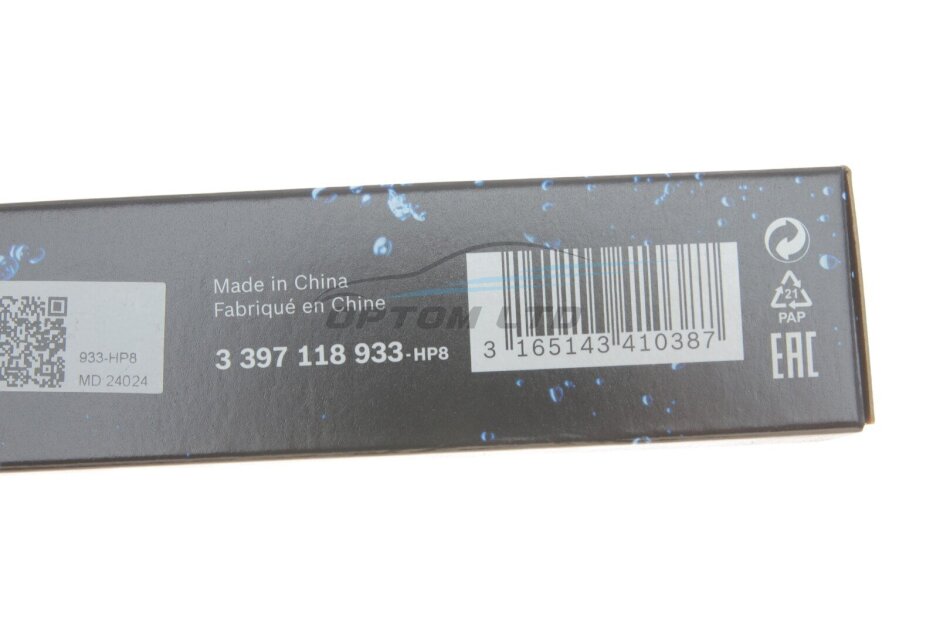 Made in China
Fabriqué en Chine
OPTOM LTD
3 397 118 933-HP8
933-HP8
MD 24024
3 165143 410387
21
PAP
EAC